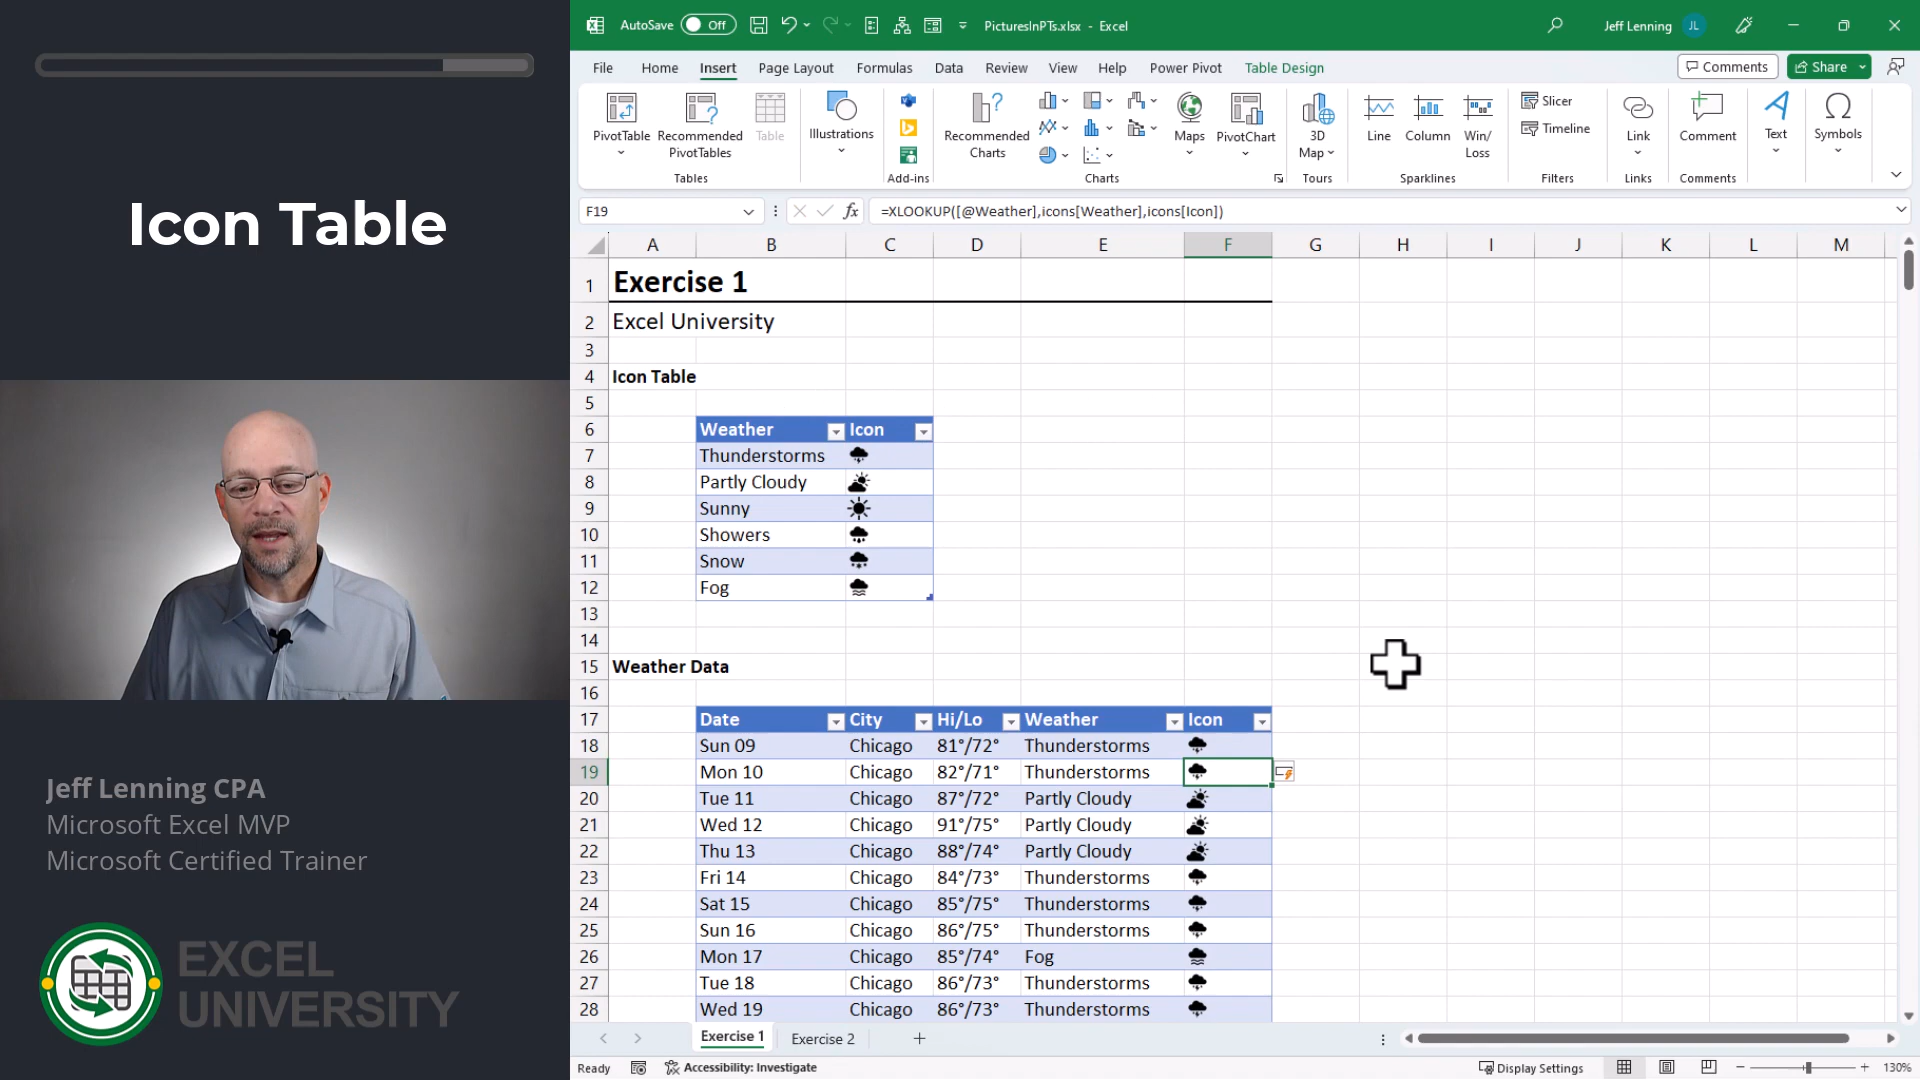 Icon Table
Jeff Lenning CPA
Microsoft Excel MVP
Microsoft Certified Trainer
EXCEL
UNIVERSITY
AutoSave Off PicturesInPTs.xlsx - Excel Jeff Lenning JL
File Home Insert Page Layout Formulas Data Review View Help Power Pivot Table Design Comments Share
PivotTable Recommended PivotTables Table
Tables
Illustrations
Add-ins
Recommended Charts Maps PivotChart
Charts
3D Map
Tours
Line Column Win/Loss
Sparklines
Slicer
Timeline
Filters
Link
Links
Comment
Comments
Text
Symbols
F19 fx =XLOOKUP([@Weather],icons[Weather],icons[Icon])
A B C D E F G H I J K L M
1 Exercise 1
2 Excel University
3
4 Icon Table
5
6 Weather Icon
7 Thunderstorms
8 Partly Cloudy
9 Sunny
10 Showers
11 Snow
12 Fog
13
14
15 Weather Data
16
17 Date City Hi/Lo Weather Icon
18 Sun 09 Chicago 81°/72° Thunderstorms
19 Mon 10 Chicago 82°/71° Thunderstorms
20 Tue 11 Chicago 87°/72° Partly Cloudy
21 Wed 12 Chicago 91°/75° Partly Cloudy
22 Thu 13 Chicago 88°/74° Partly Cloudy
23 Fri 14 Chicago 84°/73° Thunderstorms
24 Sat 15 Chicago 85°/75° Thunderstorms
25 Sun 16 Chicago 86°/75° Thunderstorms
26 Mon 17 Chicago 85°/74° Fog
27 Tue 18 Chicago 86°/73° Thunderstorms
28 Wed 19 Chicago 86°/73° Thunderstorms
Exercise 1 Exercise 2
Ready Accessibility: Investigate Display Settings 130%